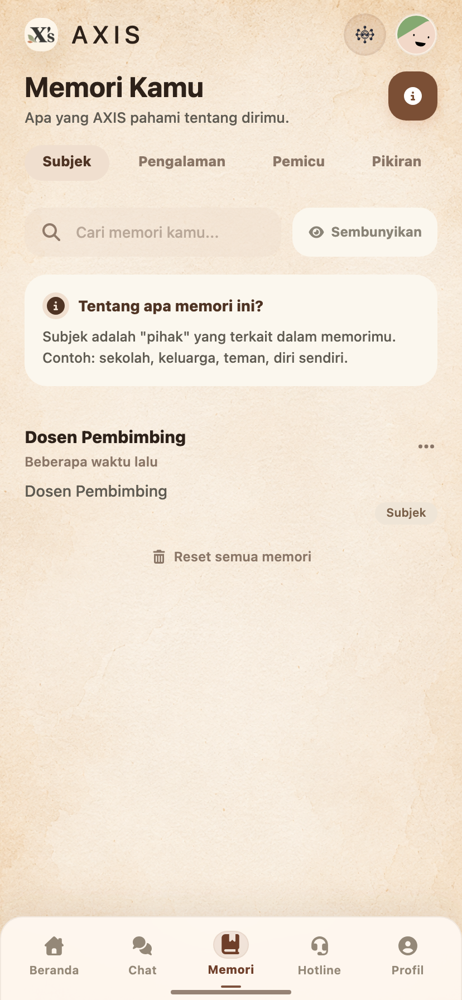 X's AXIS
Memori Kamu
Apa yang AXIS pahami tentang dirimu.
Subjek Pengalaman Pemicu Pikiran
Cari memori kamu... Sembunyikan
Tentang apa memori ini?
Subjek adalah "pihak" yang terkait dalam memorimu.
Contoh: sekolah, keluarga, teman, diri sendiri.
Dosen Pembimbing
Beberapa waktu lalu
Dosen Pembimbing
Subjek
Reset semua memori
Beranda Chat Memori Hotline Profil